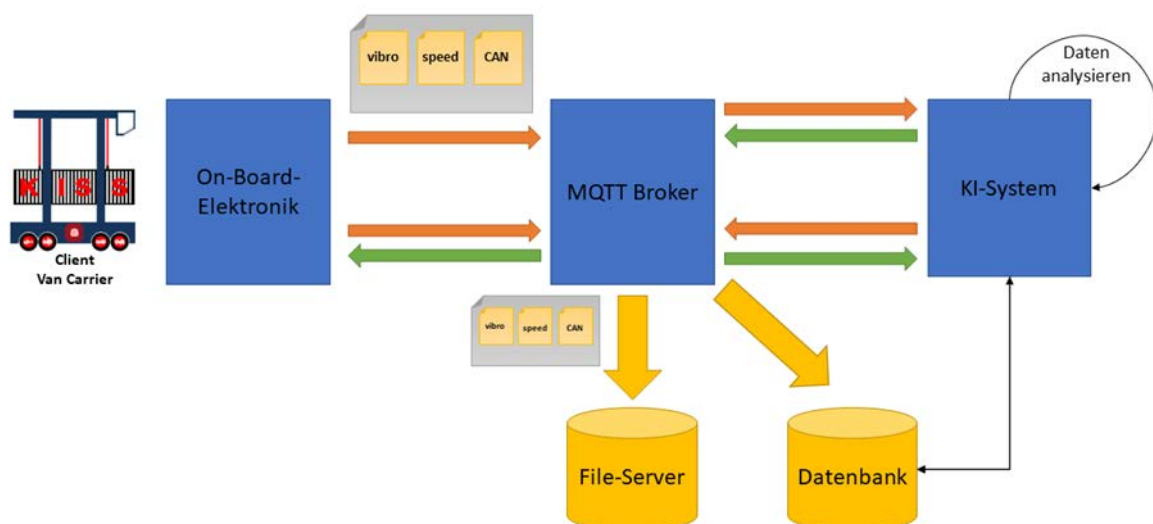 vibro
speed
CAN
Daten
analysieren
KISS
Client
Van Carrier
On-Board-
Elektronik
MQTT Broker
KI-System
vibro
speed
CAN
File-Server
Datenbank